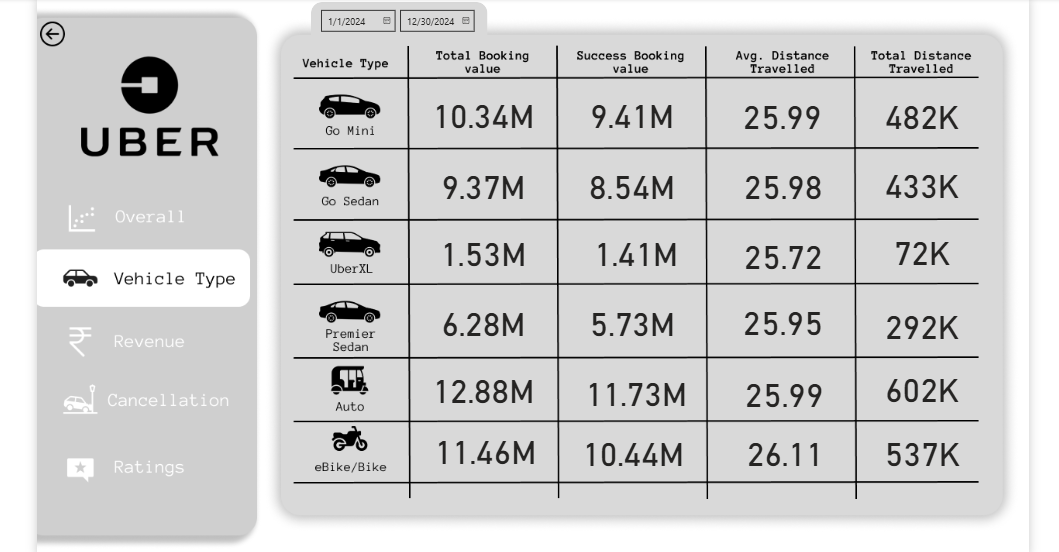 1/1/2024 12/30/2024
UBER
Overall
Vehicle Type
Revenue
Cancellation
Ratings
Vehicle Type Total Booking value Success Booking value Avg. Distance Travelled Total Distance Travelled
Go Mini 10.34M 9.41M 25.99 482K
Go Sedan 9.37M 8.54M 25.98 433K
UberXL 1.53M 1.41M 25.72 72K
Premier Sedan 6.28M 5.73M 25.95 292K
Auto 12.88M 11.73M 25.99 602K
eBike/Bike 11.46M 10.44M 26.11 537K